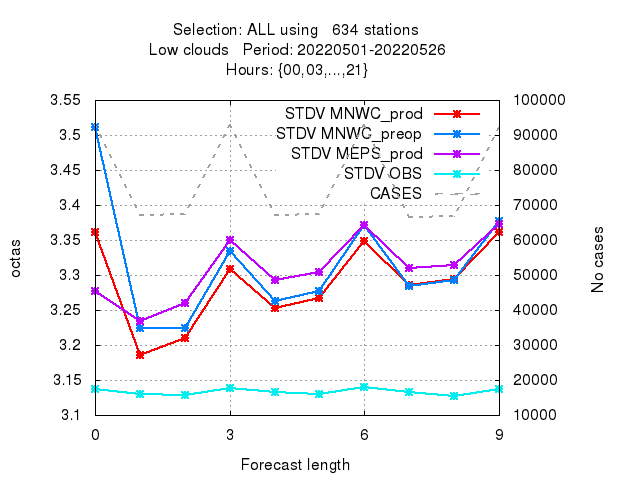 Selection: ALL using 634 stations
Low clouds Period: 20220501-20220526
Hours: {00,03,...,21}
3.55
3.5
3.45
3.4
3.35
3.3
3.25
3.2
3.15
3.1
octas
STDV MNWC_prod
STDV MNWC_preop
STDV MEPS_prod
STDV OBS
CASES
100000
90000
80000
70000
60000
50000
40000
30000
20000
10000
No cases
0 3 6 9
Forecast length